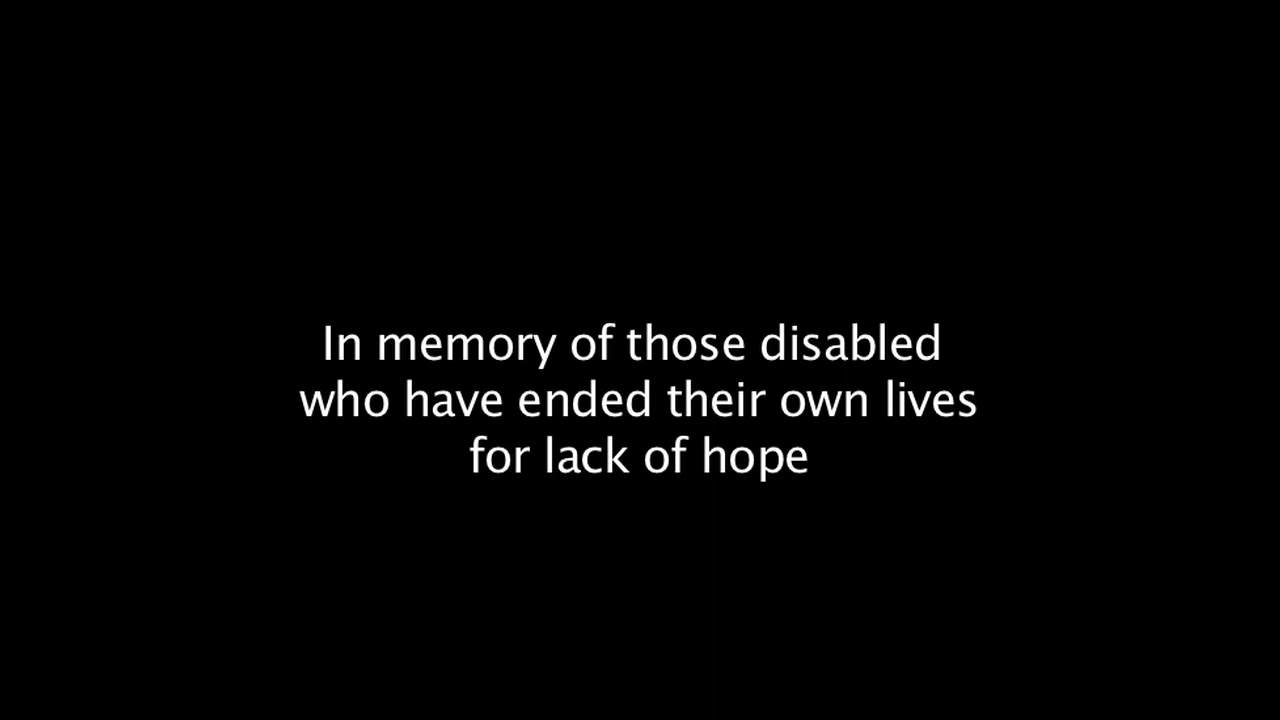 In memory of those disabled
who have ended their own lives
for lack of hope